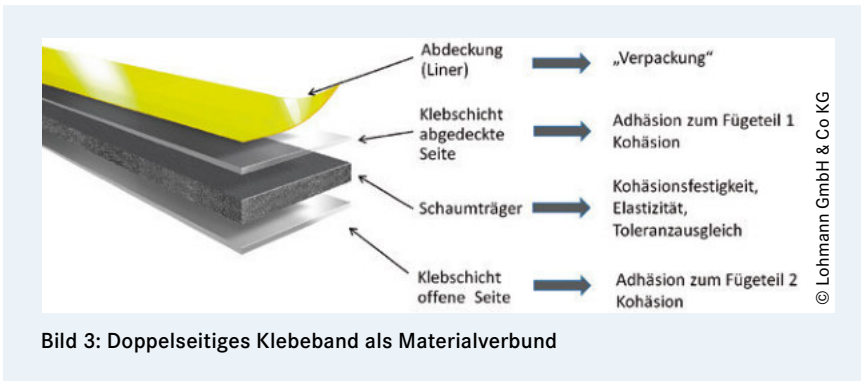 Abdeckung
(Liner)
„Verpackung“
Klebschicht
abgedeckte
Seite
Adhäsion zum Fügeteil 1
Kohäsion
Schaumträger
Kohäsionsfestigkeit,
Elastizität,
Toleranzausgleich
Klebschicht
offene Seite
Adhäsion zum Fügeteil 2
Kohäsion
© Lohmann GmbH & Co KG
Bild 3: Doppelseitiges Klebeband als Materialverbund